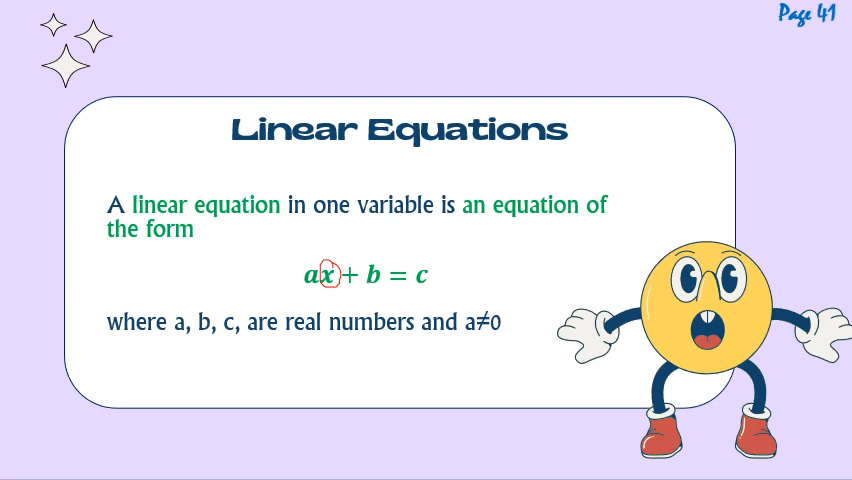 Page 41
Linear Equations
A linear equation in one variable is an equation of
the form
ax + b = c
where a, b, c, are real numbers and a≠0